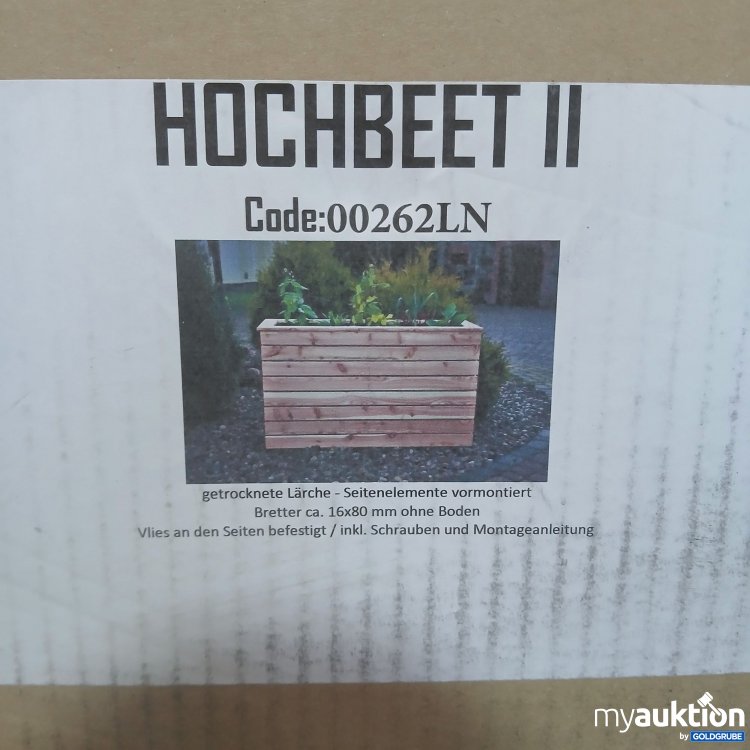 HOCHBEET II
Code:00262LN
getrocknete Lärche - Seitenelemente vormontiert
Bretter ca. 16x80 mm ohne Boden
Vlies an den Seiten befestigt / inkl. Schrauben und Montageanleitung
myauktion
by GOLDGRUBE